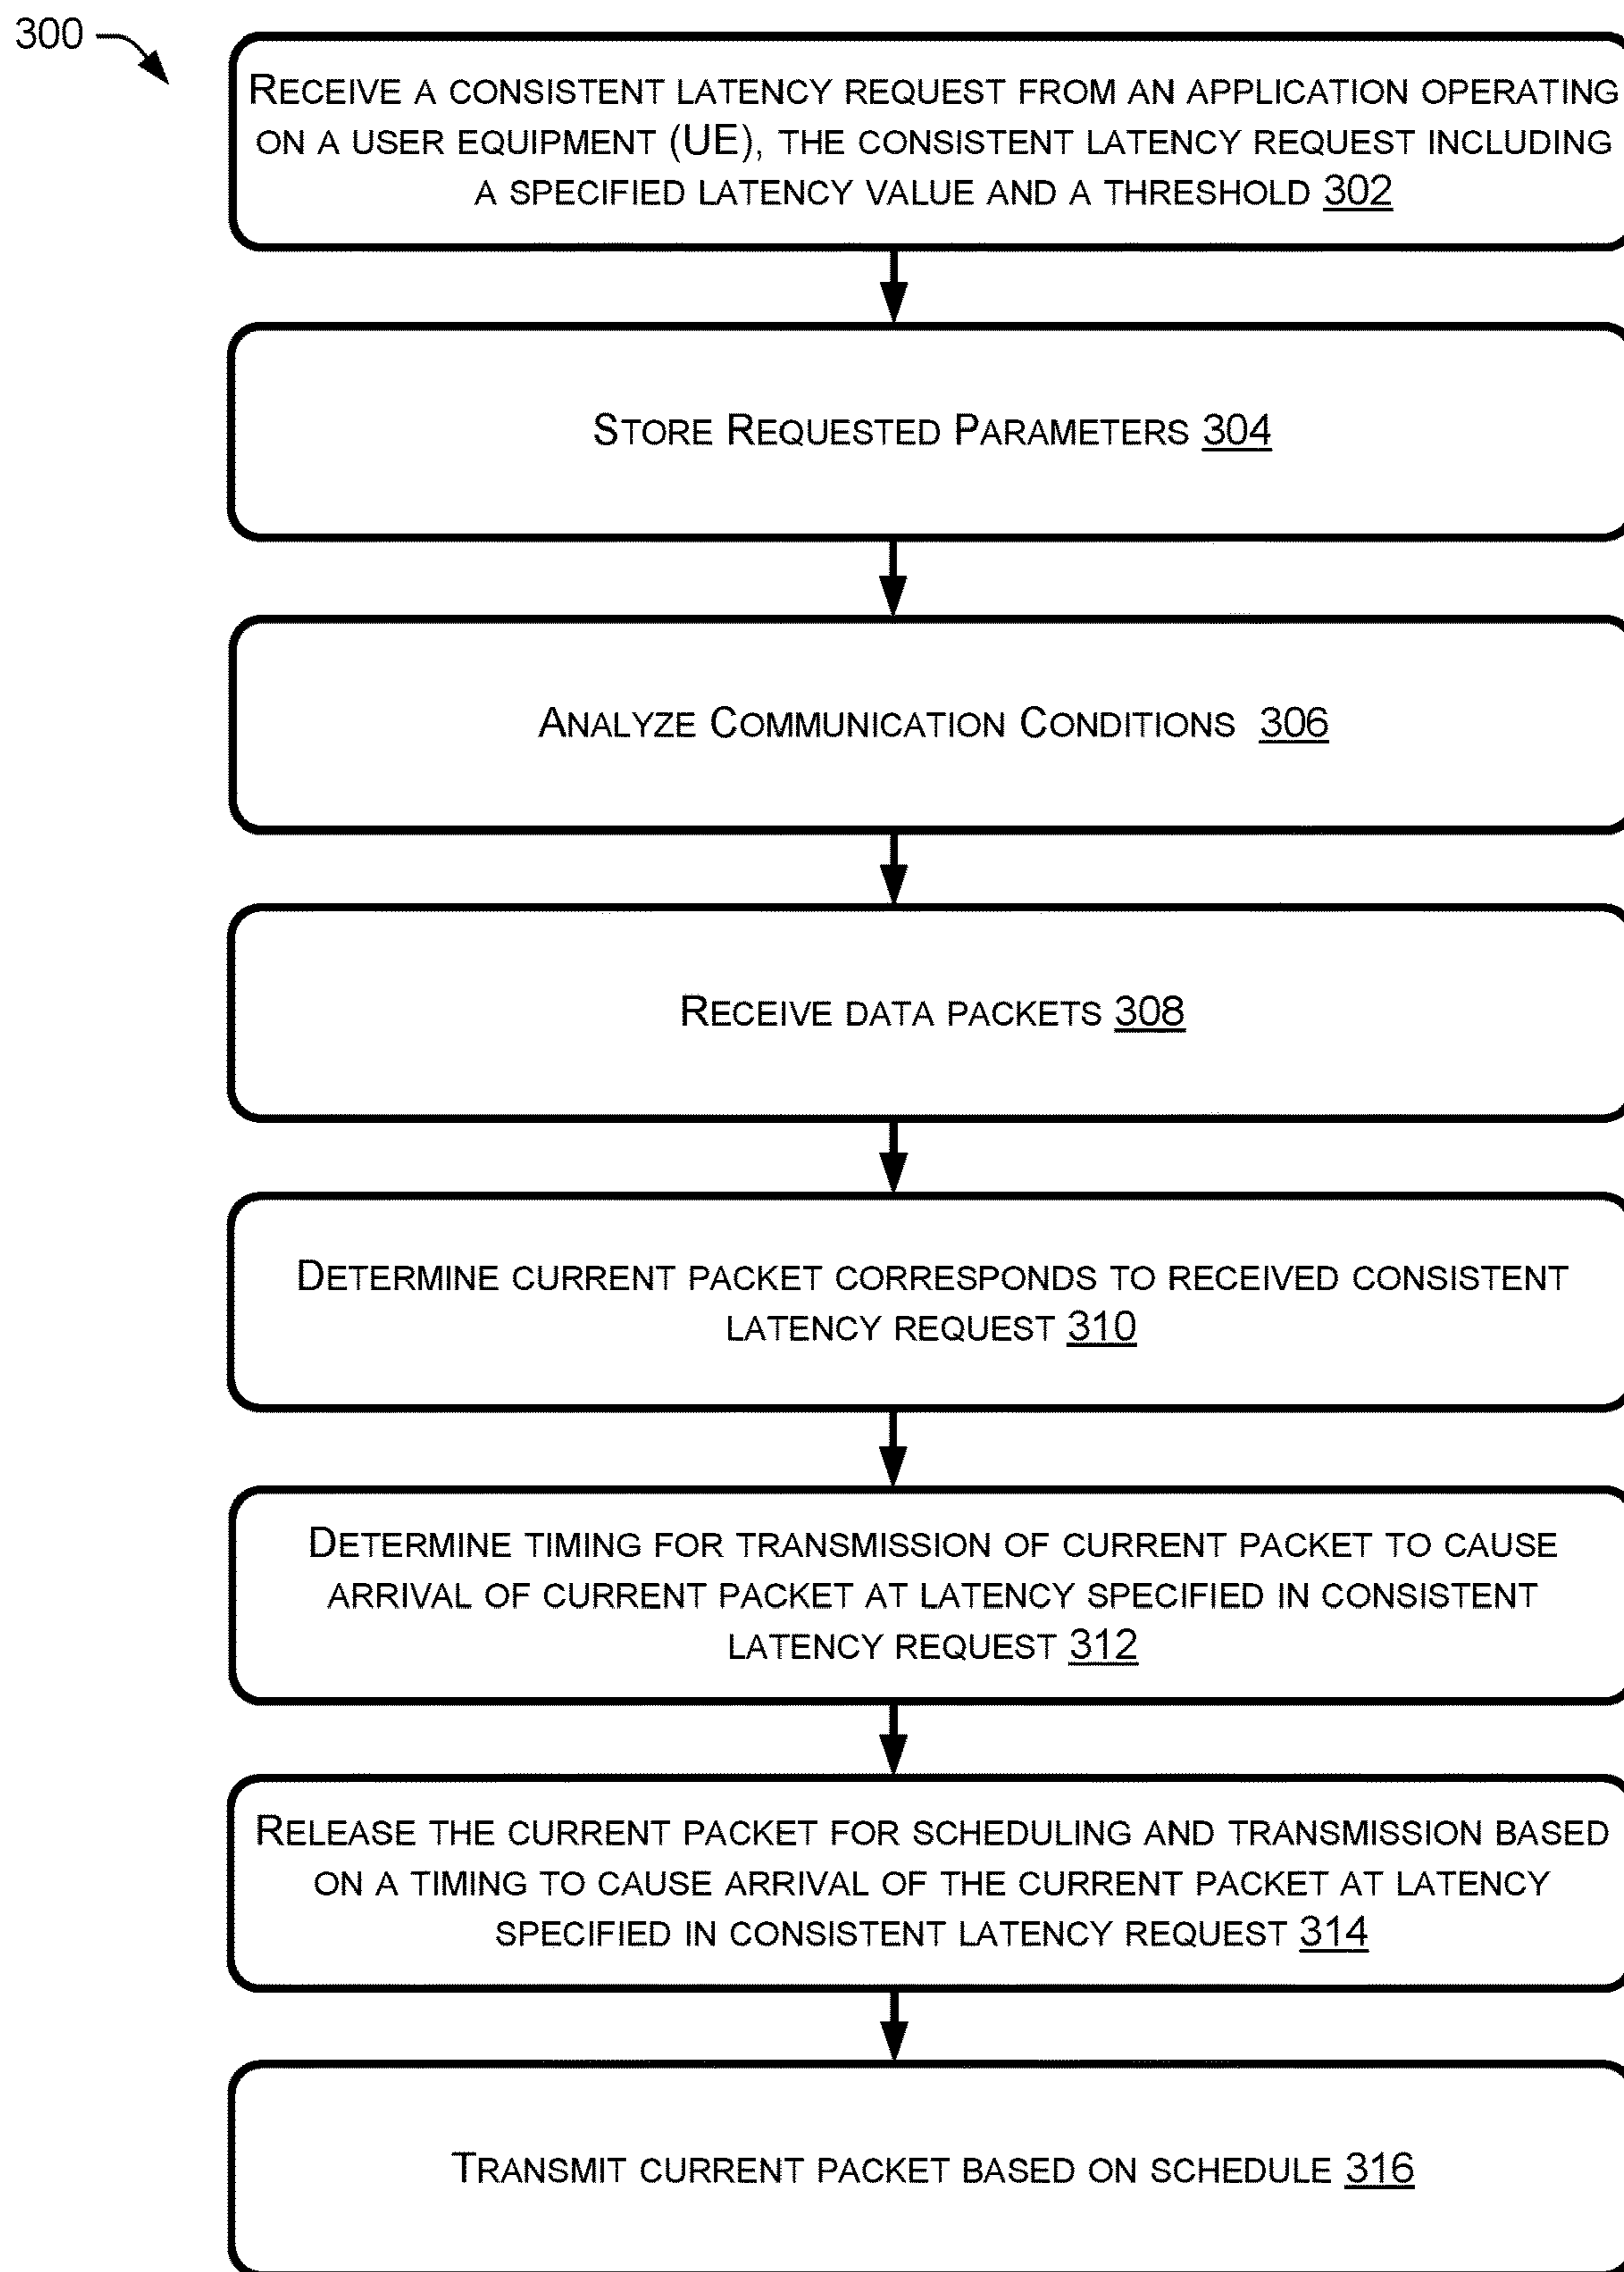 300
RECEIVE A CONSISTENT LATENCY REQUEST FROM AN APPLICATION OPERATING
ON A USER EQUIPMENT (UE), THE CONSISTENT LATENCY REQUEST INCLUDING
A SPECIFIED LATENCY VALUE AND A THRESHOLD 302
STORE REQUESTED PARAMETERS 304
ANALYZE COMMUNICATION CONDITIONS 306
RECEIVE DATA PACKETS 308
DETERMINE CURRENT PACKET CORRESPONDS TO RECEIVED CONSISTENT
LATENCY REQUEST 310
DETERMINE TIMING FOR TRANSMISSION OF CURRENT PACKET TO CAUSE
ARRIVAL OF CURRENT PACKET AT LATENCY SPECIFIED IN CONSISTENT
LATENCY REQUEST 312
RELEASE THE CURRENT PACKET FOR SCHEDULING AND TRANSMISSION BASED
ON A TIMING TO CAUSE ARRIVAL OF THE CURRENT PACKET AT LATENCY
SPECIFIED IN CONSISTENT LATENCY REQUEST 314
TRANSMIT CURRENT PACKET BASED ON SCHEDULE 316